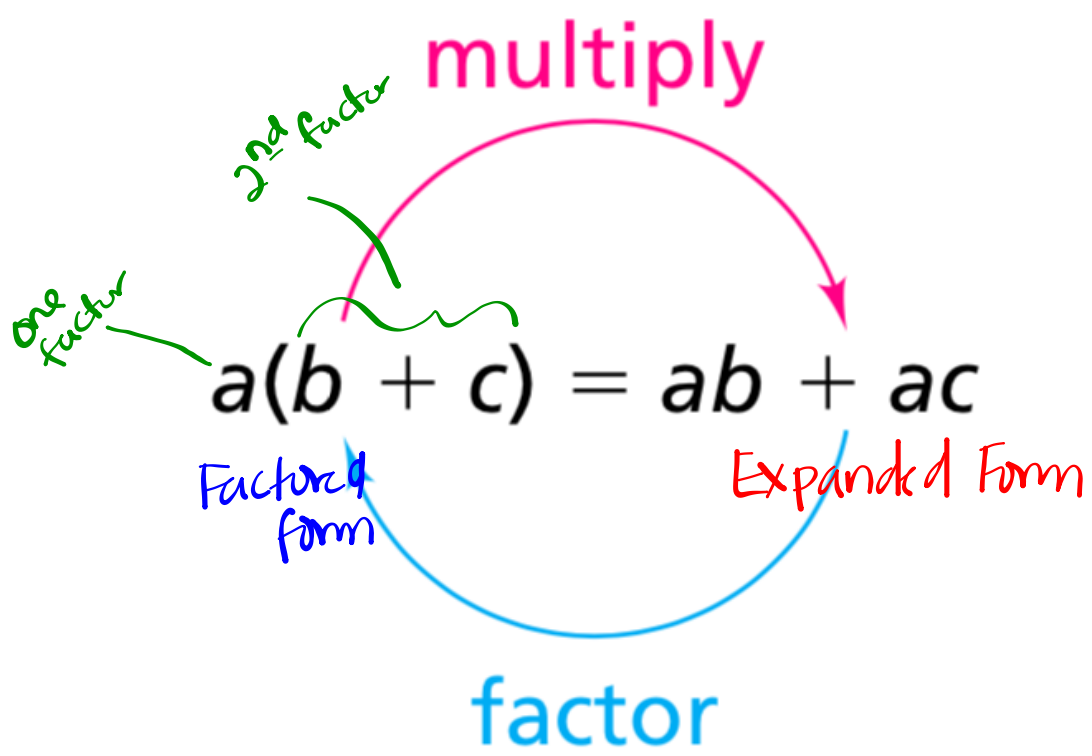 multiply
2nd factor
one
factor
a(b + c) = ab + ac
Factored
form
Expanded Form
factor